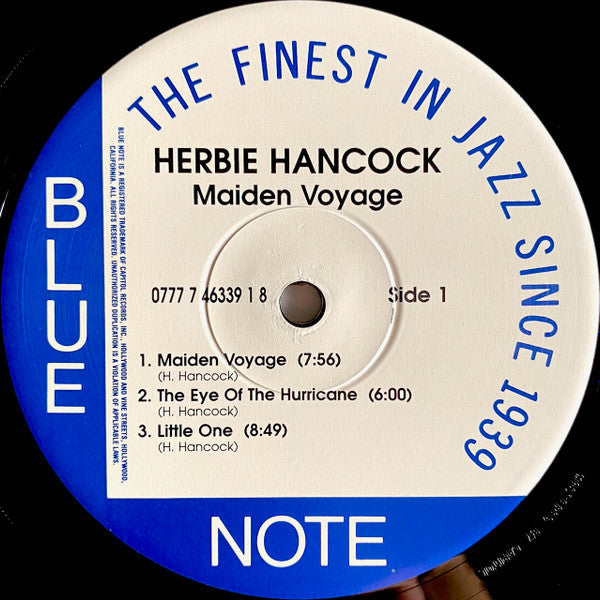 THE FINEST IN JAZZ SINCE 1939
HERBIE HANCOCK
Maiden Voyage
BLUE
NOTE
BLUE NOTE IS A REGISTERED TRADEMARK OF CAPITOL RECORDS, INC., HOLLYWOOD AND VINE STREETS, HOLLYWOOD,
CALIFORNIA. ALL RIGHTS RESERVED. UNAUTHORIZED DUPLICATION IS A VIOLATION OF APPLICABLE LAWS.
0777 7 46339 1 8
Side 1
1. Maiden Voyage (7:56)
(H. Hancock)
2. The Eye Of The Hurricane (6:00)
(H. Hancock)
3. Little One (8:49)
(H. Hancock)